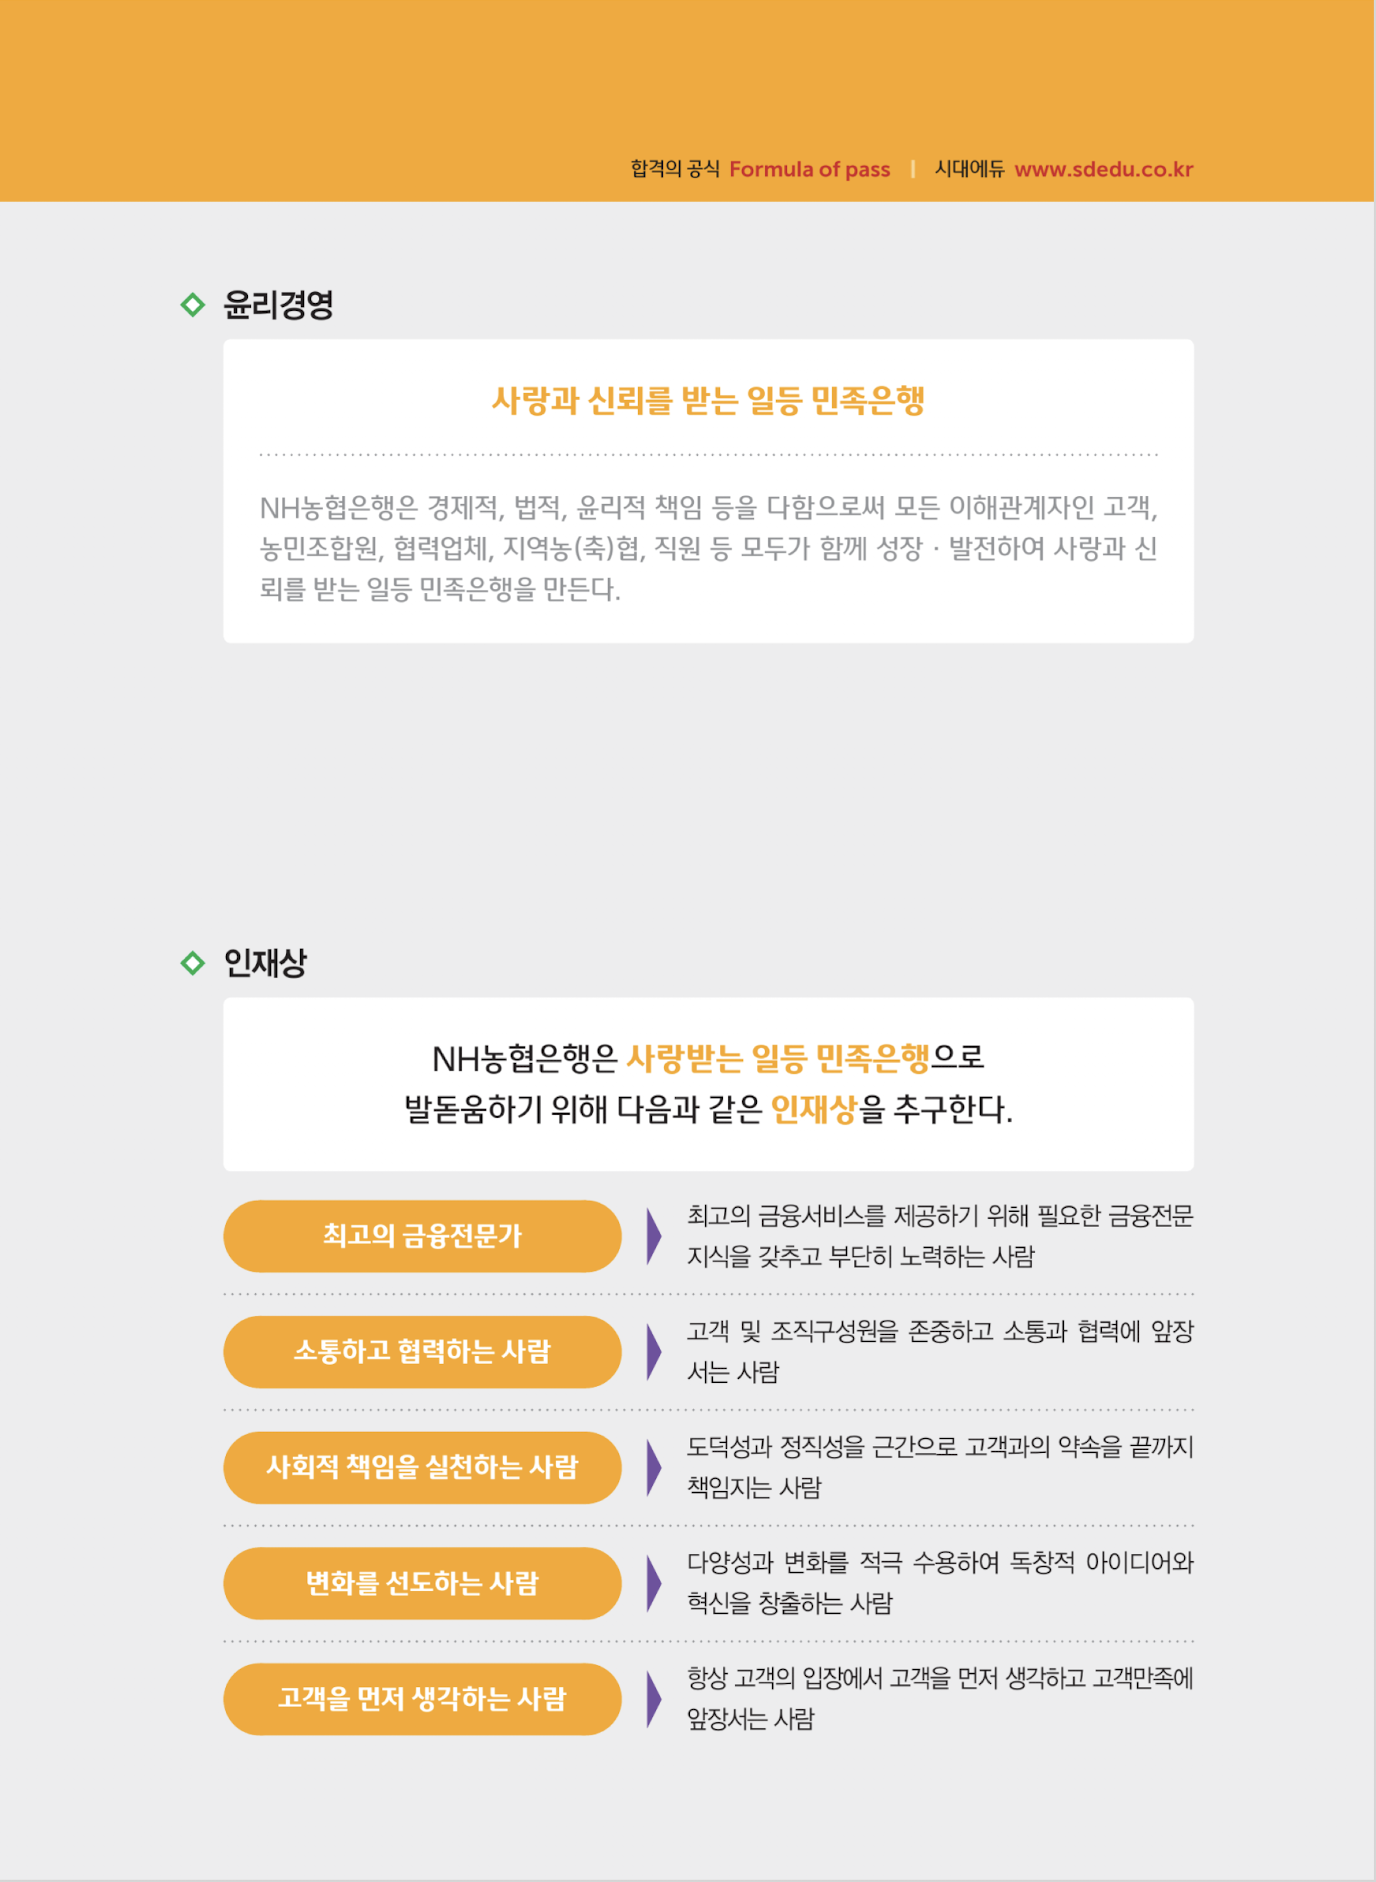 합격의 공식 Formula of pass | 시대에듀 www.sdedu.co.kr
윤리경영
사랑과 신뢰를 받는 일등 민족은행
NH농협은행은 경제적, 법적, 윤리적 책임 등을 다함으로써 모든 이해관계자인 고객,
농민조합원, 협력업체, 지역농(축)협, 직원 등 모두가 함께 성장 · 발전하여 사랑과 신
뢰를 받는 일등 민족은행을 만든다.
인재상
NH농협은행은 사랑받는 일등 민족은행으로
발돋움하기 위해 다음과 같은 인재상을 추구한다.
최고의 금융전문가
최고의 금융서비스를 제공하기 위해 필요한 금융전문
지식을 갖추고 부단히 노력하는 사람
소통하고 협력하는 사람
고객 및 조직구성원을 존중하고 소통과 협력에 앞장
서는 사람
사회적 책임을 실천하는 사람
도덕성과 정직성을 근간으로 고객과의 약속을 끝까지
책임지는 사람
변화를 선도하는 사람
다양성과 변화를 적극 수용하여 독창적 아이디어와
혁신을 창출하는 사람
고객을 먼저 생각하는 사람
항상 고객의 입장에서 고객을 먼저 생각하고 고객만족에
앞장서는 사람